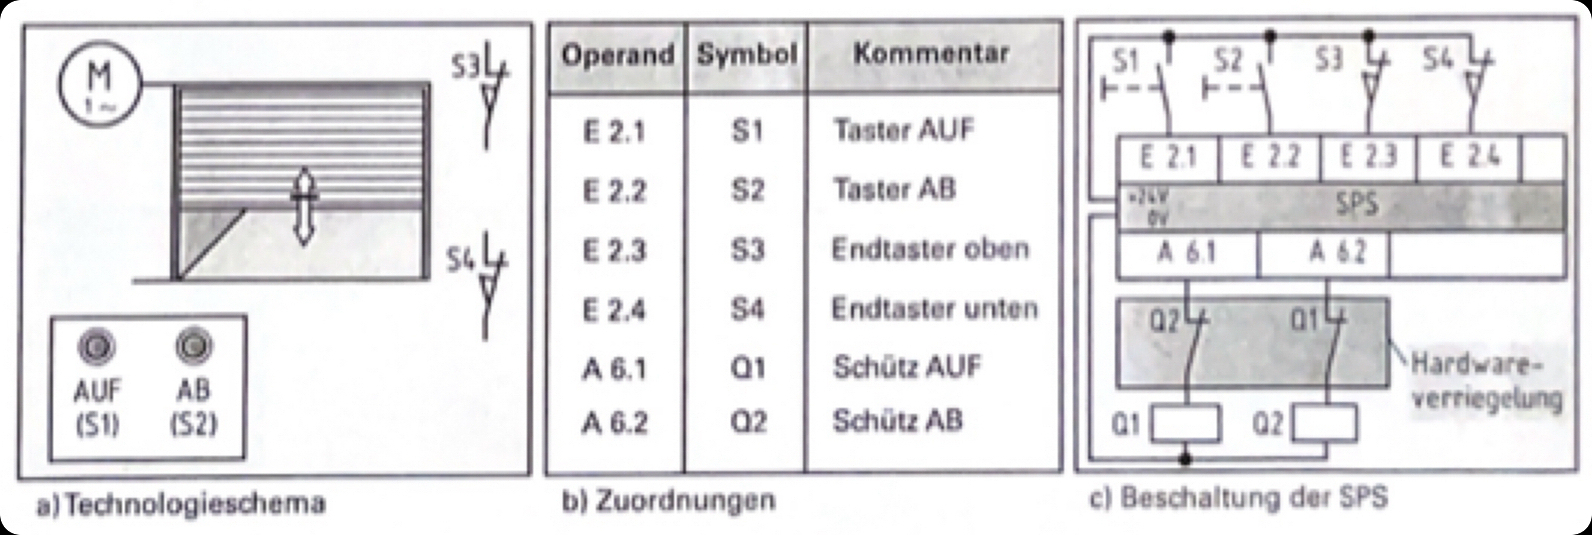 M
1~
S3
S4
AUF
(S1)
AB
(S2)
a) Technologieschema
Operand Symbol Kommentar
E 2.1 S1 Taster AUF
E 2.2 S2 Taster AB
E 2.3 S3 Endtaster oben
E 2.4 S4 Endtaster unten
A 6.1 Q1 Schütz AUF
A 6.2 Q2 Schütz AB
b) Zuordnungen
S1 S2 S3 S4
E 2.1 E 2.2 E 2.3 E 2.4
+24V
0V
SPS
A 6.1 A 6.2
Q2 Q1
Hardware-
verriegelung
Q1 Q2
c) Beschaltung der SPS